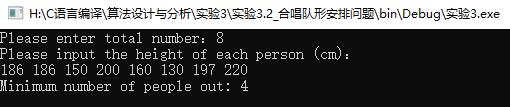 H:\C语言编译\算法设计与分析\实验3\实验3.2_合唱队形安排问题\bin\Debug\实验3.exe
Please enter total number: 8
Please input the height of each person (cm):
186 186 150 200 160 130 197 220
Minimum number of people out: 4